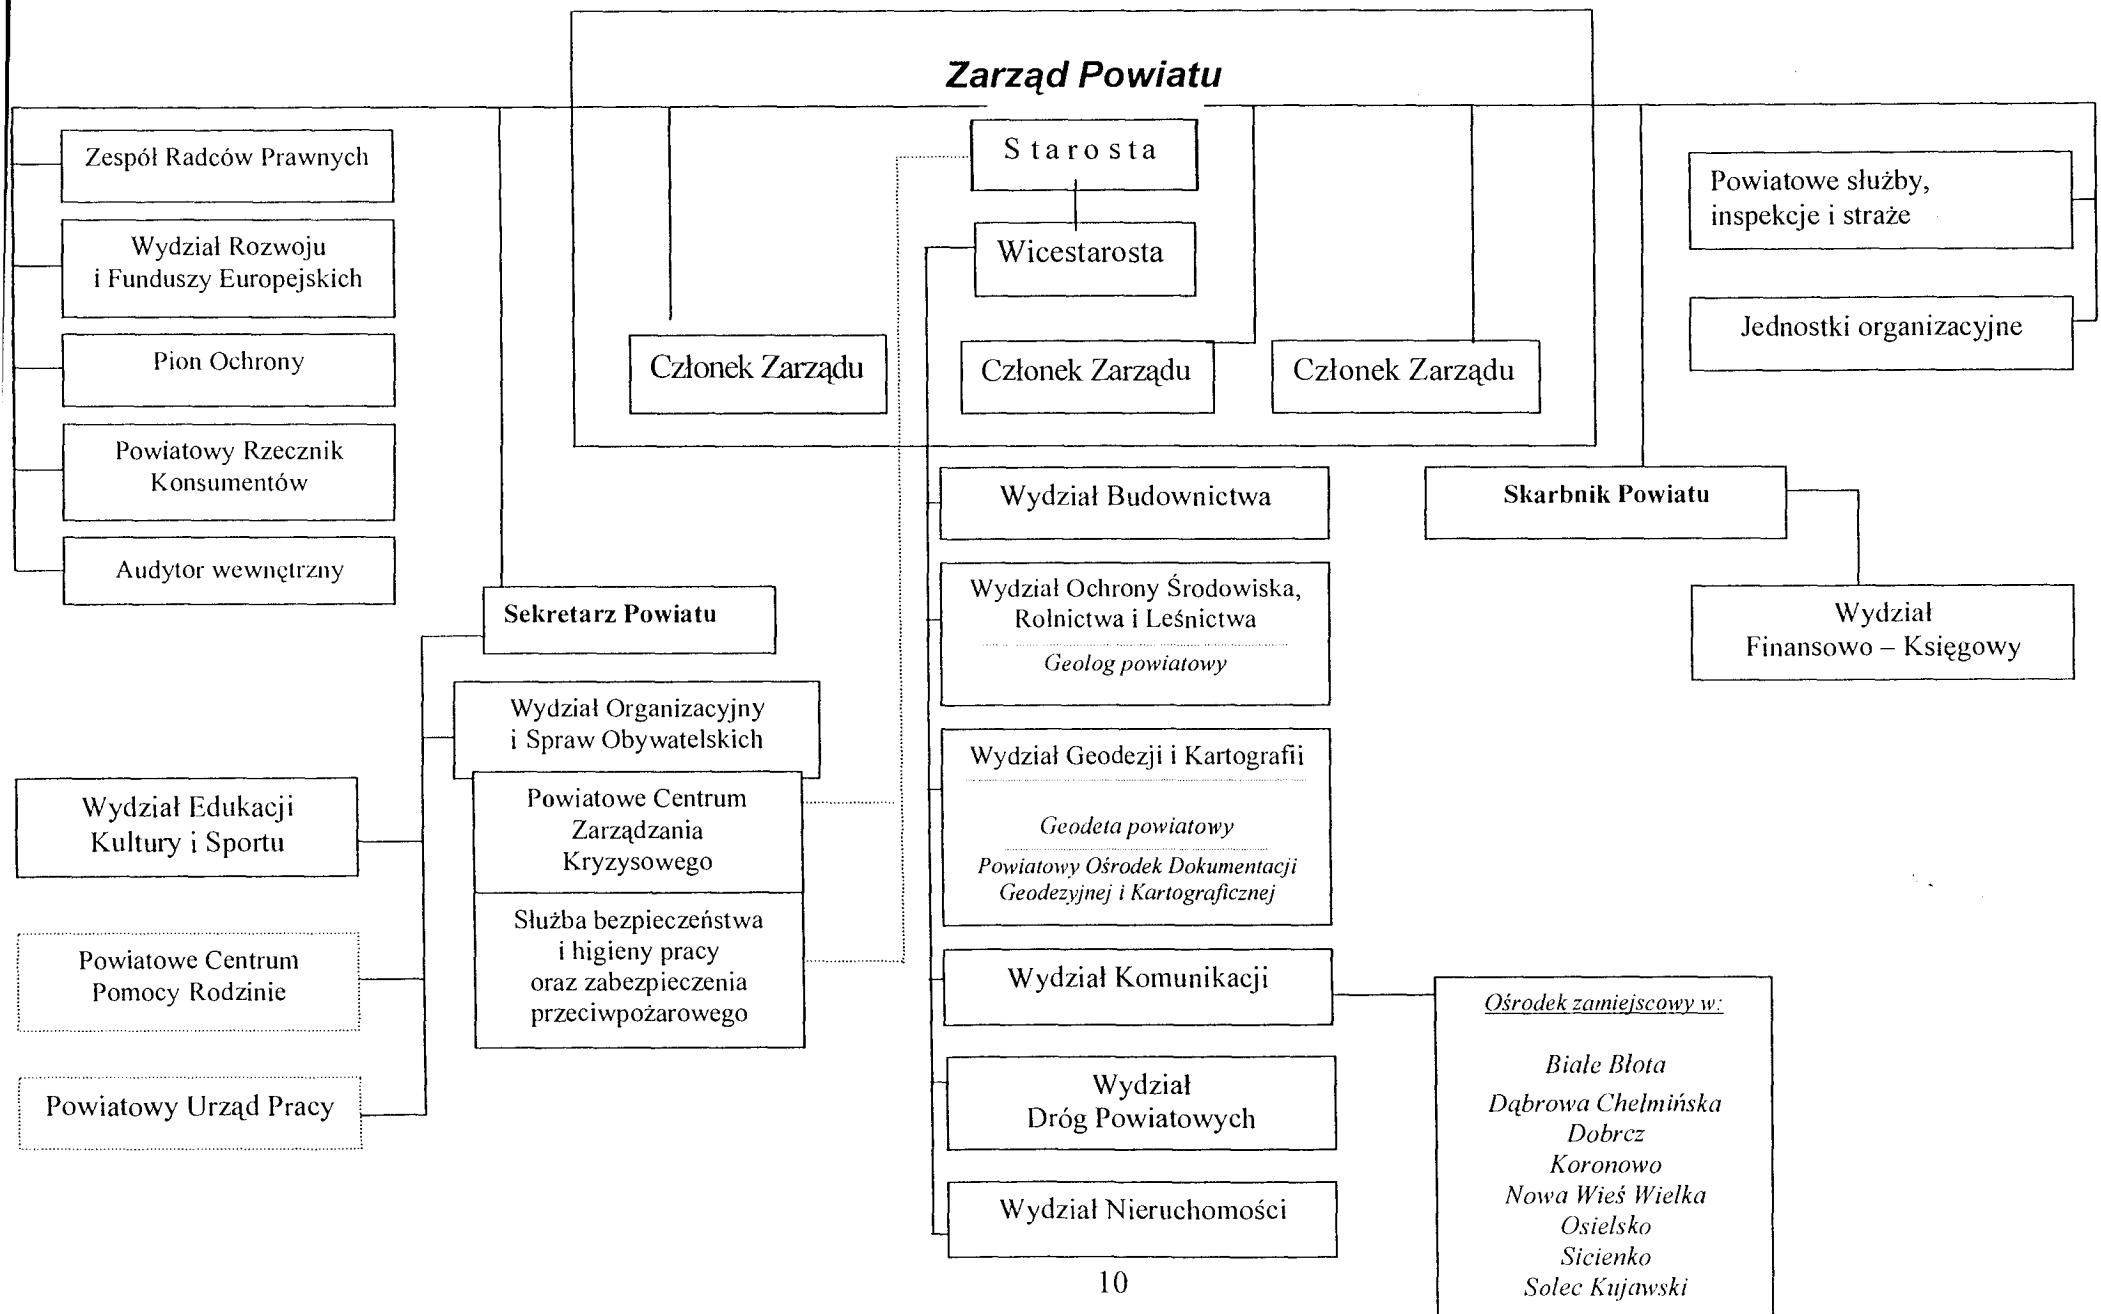 Zarząd Powiatu
Zespół Radców Prawnych
Wydział Rozwoju
i Funduszy Europejskich
Pion Ochrony
Powiatowy Rzecznik
Konsumentów
Audytor wewnętrzny
Starosta
Wicestarosta
Członek Zarządu
Członek Zarządu
Członek Zarządu
Powiatowe służby,
inspekcje i straże
Jednostki organizacyjne
Sekretarz Powiatu
Wydział Organizacyjny
i Spraw Obywatelskich
Powiatowe Centrum
Zarządzania
Kryzysowego
Służba bezpieczeństwa
i higieny pracy
oraz zabezpieczenia
przeciwpożarowego
Wydział Edukacji
Kultury i Sportu
Powiatowe Centrum
Pomocy Rodzinie
Powiatowy Urząd Pracy
Wydział Budownictwa
Wydział Ochrony Środowiska,
Rolnictwa i Leśnictwa
Geolog powiatowy
Wydział Geodezji i Kartografii
Geodeta powiatowy
Powiatowy Ośrodek Dokumentacji
Geodezyjnej i Kartograficznej
Wydział Komunikacji
Wydział
Dróg Powiatowych
Wydział Nieruchomości
Skarbnik Powiatu
Wydział
Finansowo – Księgowy
Ośrodek zamiejscowy w:
Białe Błota
Dąbrowa Chełmińska
Dobrcz
Koronowo
Nowa Wieś Wielka
Osielsko
Sicienko
Solec Kujawski
10